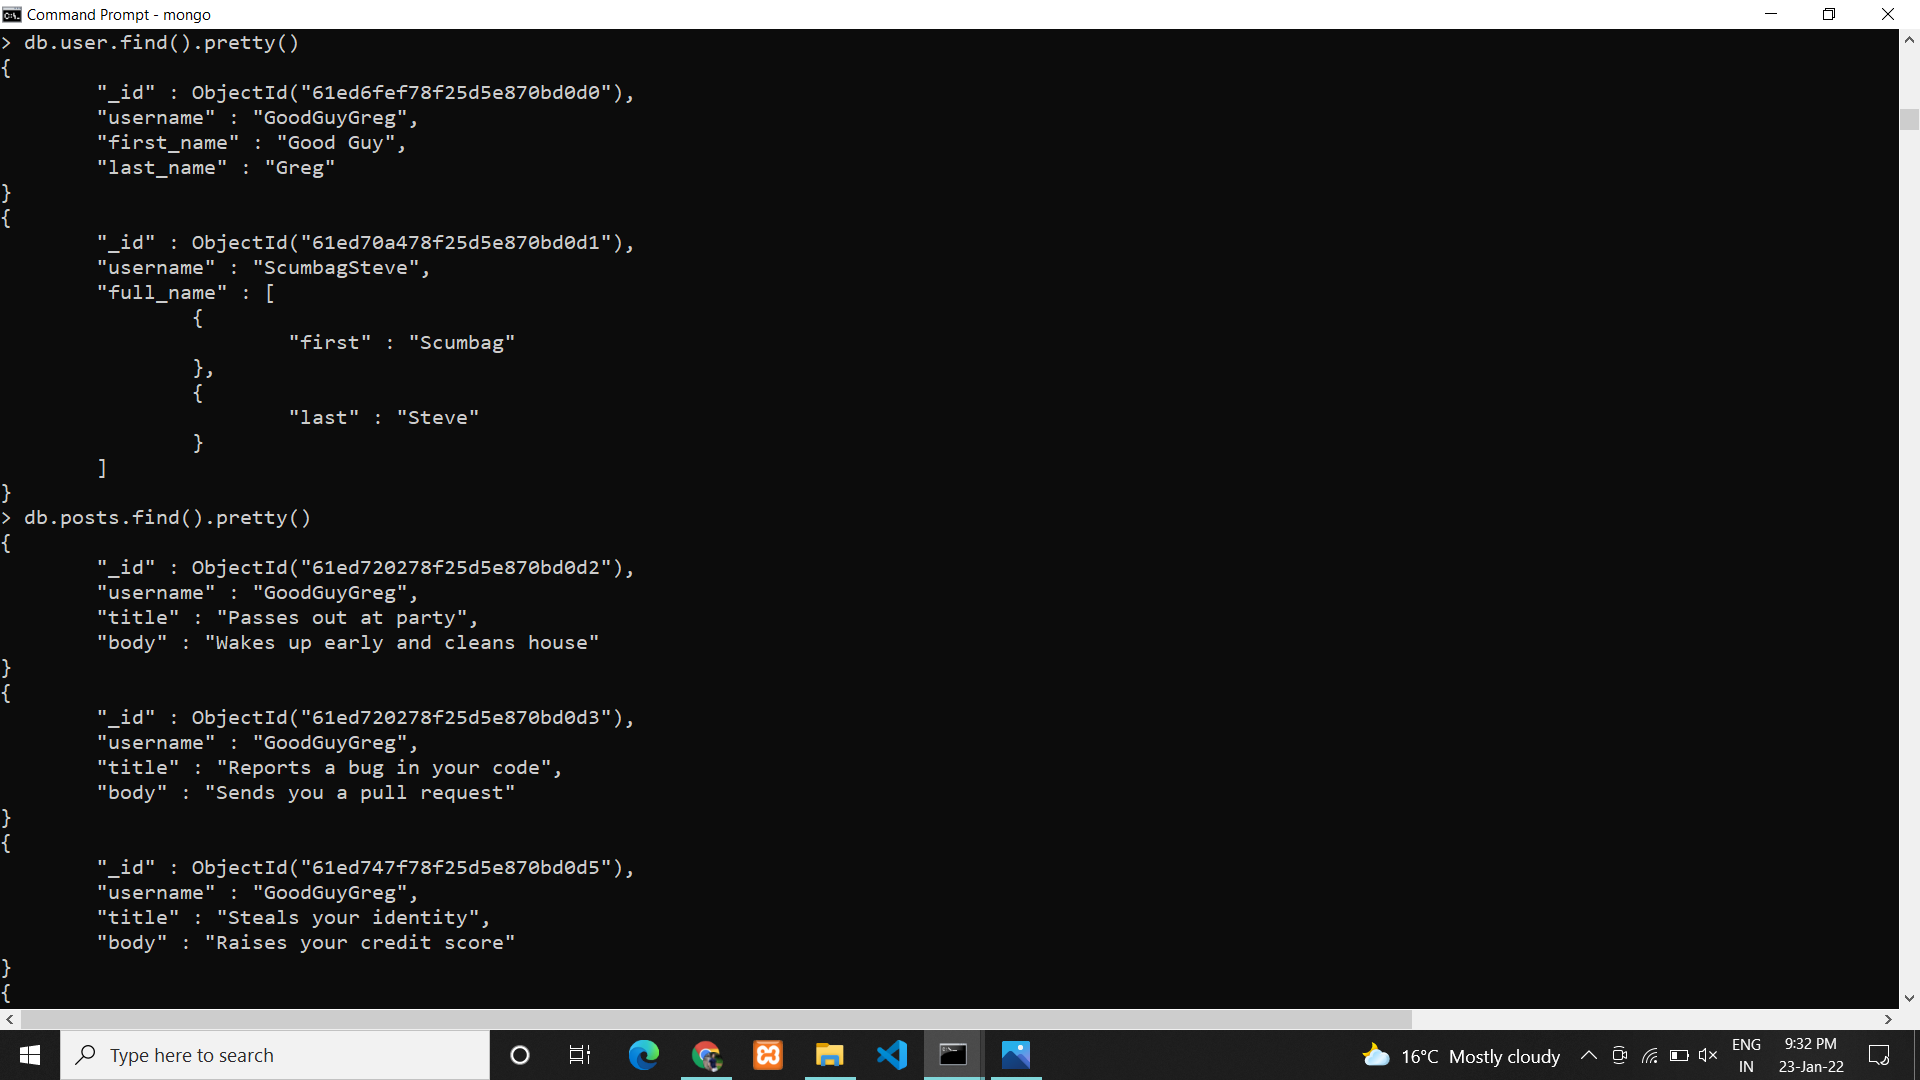 Command Prompt - mongo
> db.user.find().pretty()
{
        "_id" : ObjectId("61ed6fef78f25d5e870bd0d0"),
        "username" : "GoodGuyGreg",
        "first_name" : "Good Guy",
        "last_name" : "Greg"
}
{
        "_id" : ObjectId("61ed70a478f25d5e870bd0d1"),
        "username" : "ScumbagSteve",
        "full_name" : [
                {
                        "first" : "Scumbag"
                },
                {
                        "last" : "Steve"
                }
        ]
}
> db.posts.find().pretty()
{
        "_id" : ObjectId("61ed720278f25d5e870bd0d2"),
        "username" : "GoodGuyGreg",
        "title" : "Passes out at party",
        "body" : "Wakes up early and cleans house"
}
{
        "_id" : ObjectId("61ed720278f25d5e870bd0d3"),
        "username" : "GoodGuyGreg",
        "title" : "Reports a bug in your code",
        "body" : "Sends you a pull request"
}
{
        "_id" : ObjectId("61ed747f78f25d5e870bd0d5"),
        "username" : "GoodGuyGreg",
        "title" : "Steals your identity",
        "body" : "Raises your credit score"
}
{
Type here to search
16°C Mostly cloudy
ENG
IN
9:32 PM
23-Jan-22